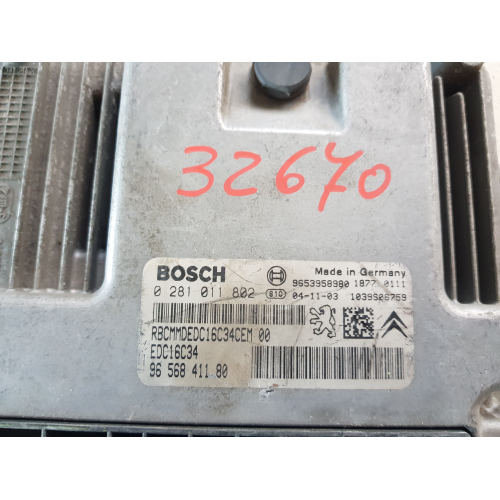 32670
BOSCH
Made in Germany
9653958980 1877 0111
0 281 011 802 610 04-11-03 1039S06759
RBCMMDEDC16C34CEM 00
EDC16C34
96 568 411 80